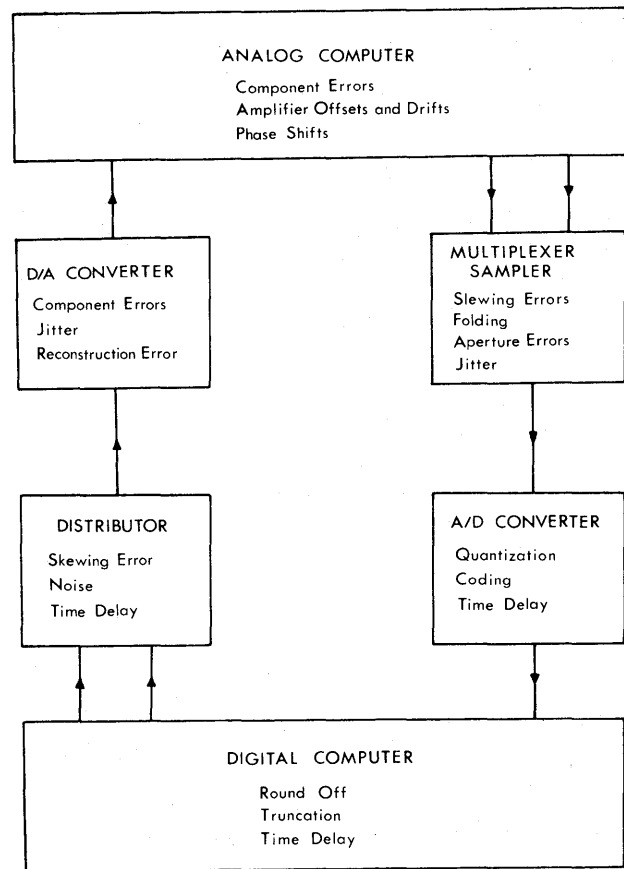 ANALOG COMPUTER
Component Errors
Amplifier Offsets and Drifts
Phase Shifts
D/A CONVERTER
Component Errors
Jitter
Reconstruction Error
MULTIPLEXER
SAMPLER
Slewing Errors
Folding
Aperture Errors
Jitter
DISTRIBUTOR
Skewing Error
Noise
Time Delay
A/D CONVERTER
Quantization
Coding
Time Delay
DIGITAL COMPUTER
Round Off
Truncation
Time Delay